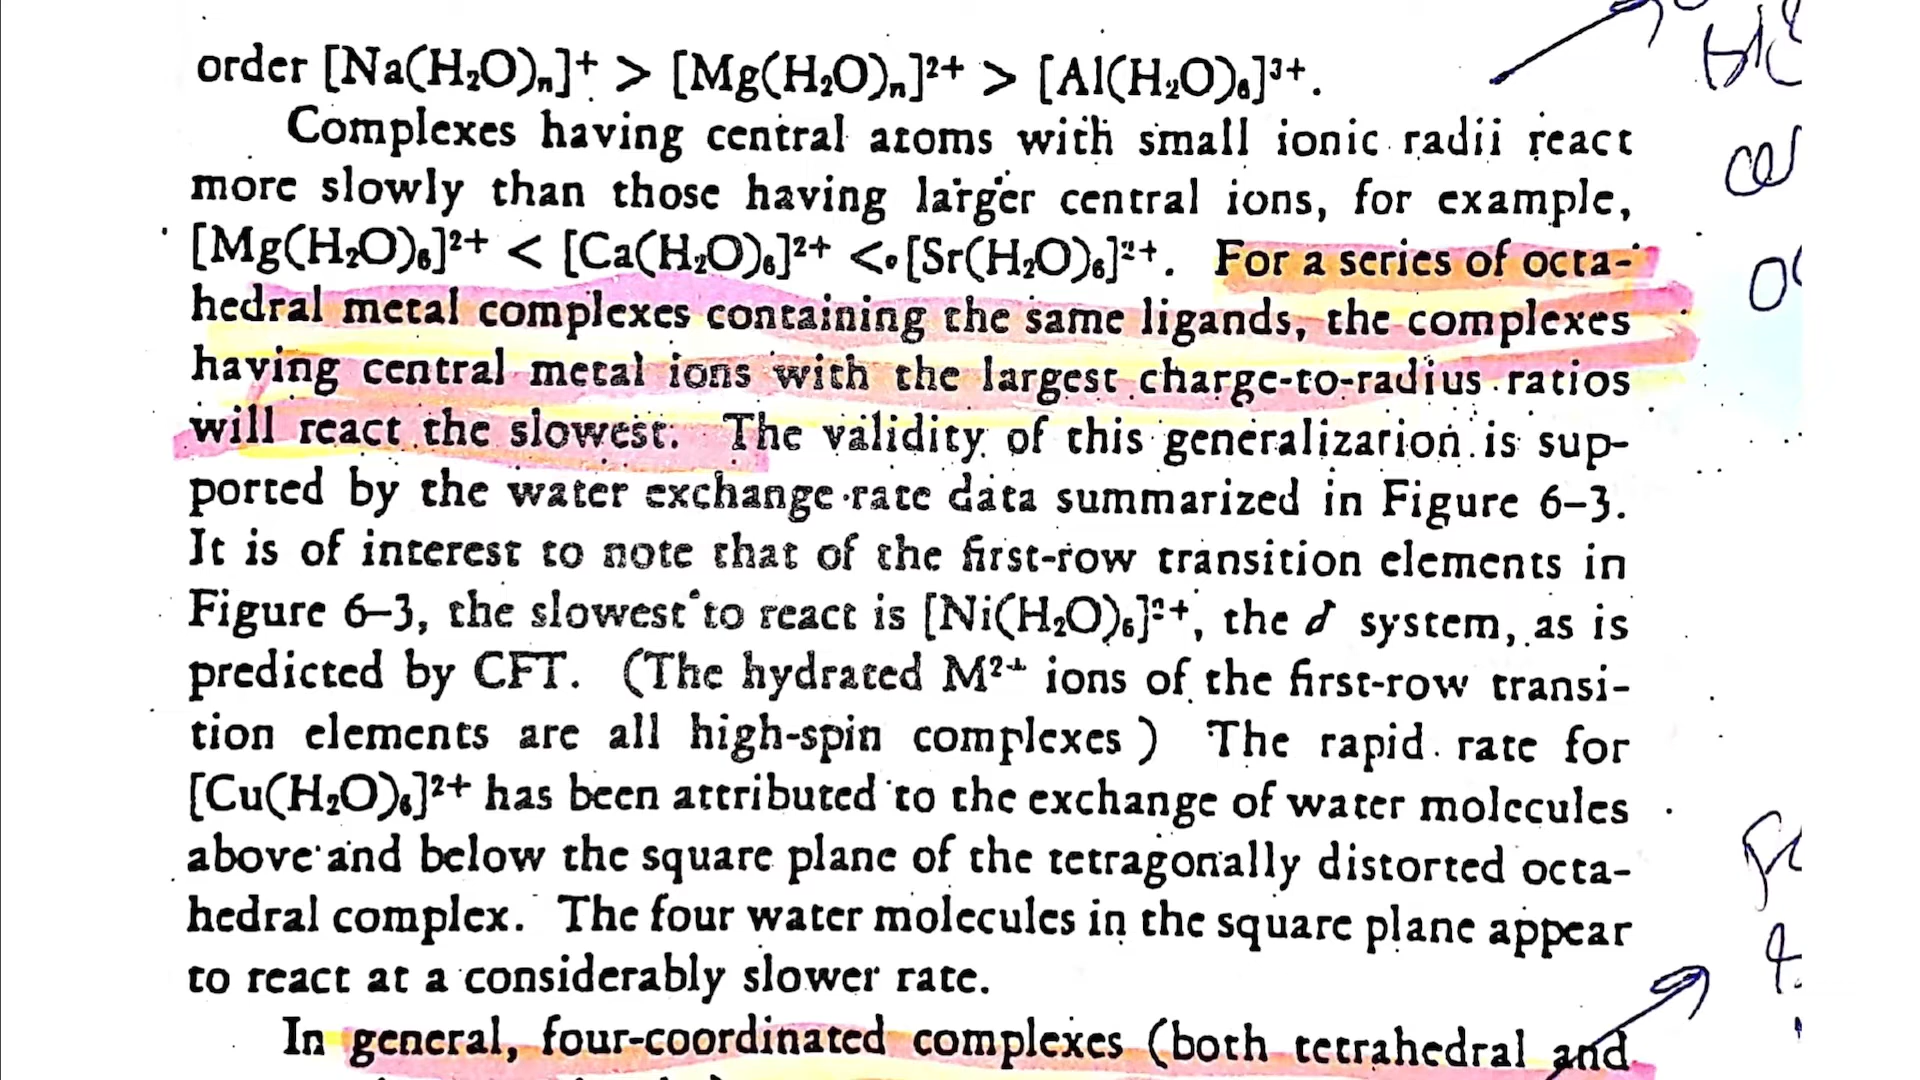 order [Na(H₂O)ₙ]⁺ > [Mg(H₂O)ₙ]²⁺ > [Al(H₂O)₆]³⁺.
Complexes having central atoms with small ionic radii react
more slowly than those having larger central ions, for example,
[Mg(H₂O)₆]²⁺ < [Ca(H₂O)₆]²⁺ < [Sr(H₂O)₆]²⁺. For a series of octa-
hedral metal complexes containing the same ligands, the complexes
having central metal ions with the largest charge-to-radius ratios
will react the slowest. The validity of this generalization is sup-
ported by the water exchange rate data summarized in Figure 6–3.
It is of interest to note that of the first-row transition elements in
Figure 6–3, the slowest to react is [Ni(H₂O)₆]²⁺, the d system, as is
predicted by CFT. (The hydrated M²⁺ ions of the first-row transi-
tion elements are all high-spin complexes) The rapid rate for
[Cu(H₂O)₆]²⁺ has been attributed to the exchange of water molecules
above and below the square plane of the tetragonally distorted octa-
hedral complex. The four water molecules in the square plane appear
to react at a considerably slower rate.
In general, four-coordinated complexes (both tetrahedral and